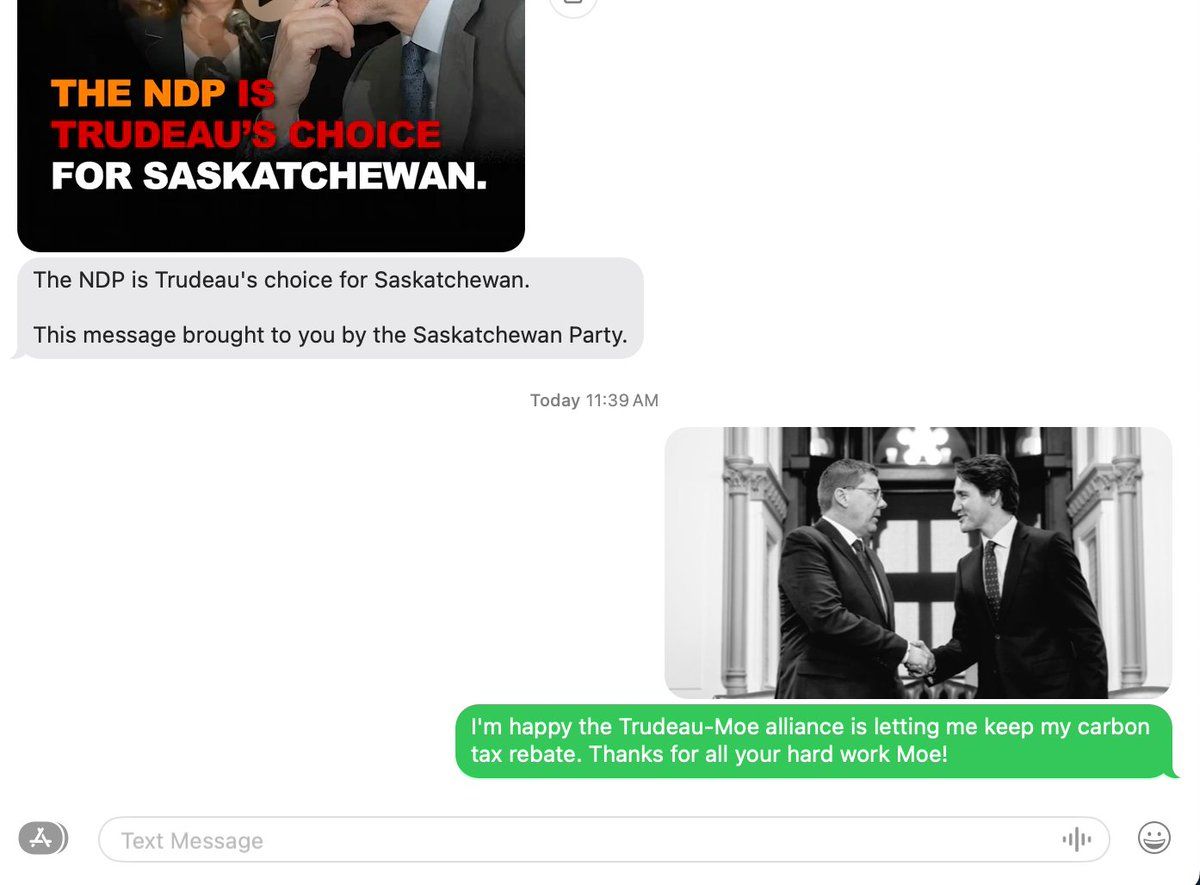 THE NDP IS
TRUDEAU'S CHOICE
FOR SASKATCHEWAN.
The NDP is Trudeau's choice for Saskatchewan.
This message brought to you by the Saskatchewan Party.
Today 11:39 AM
I'm happy the Trudeau-Moe alliance is letting me keep my carbon
tax rebate. Thanks for all your hard work Moe!
Text Message